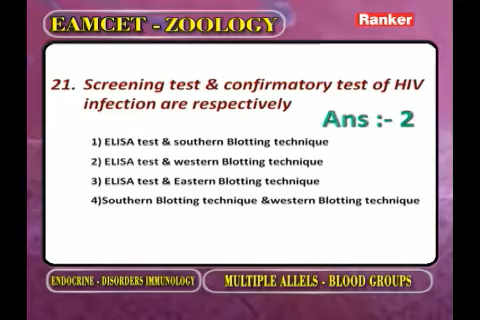 EAMCET - ZOOLOGY
Ranker
21. Screening test & confirmatory test of HIV
infection are respectively
Ans :- 2
1) ELISA test & southern Blotting technique
2) ELISA test & western Blotting technique
3) ELISA test & Eastern Blotting technique
4)Southern Blotting technique &western Blotting technique
ENDOCRINE - DISORDERS IMMUNOLOGY
MULTIPLE ALLELS - BLOOD GROUPS